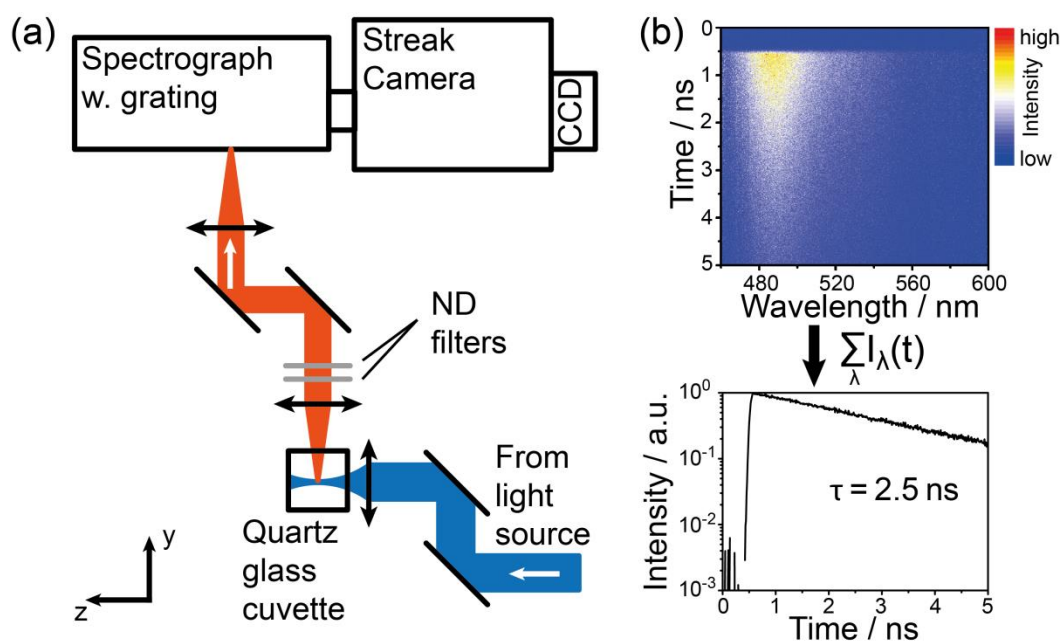 (a)
Spectrograph
w. grating
Streak
Camera
CCD
ND
filters
From
light
source
Quartz
glass
cuvette
y
z
(b)
0
1
2
3
4
5
Time / ns
480 520 560 600
Wavelength / nm
high
Intensity
low
∑λIλ(t)
10⁰
10⁻¹
10⁻²
10⁻³
Intensity / a.u.
τ = 2.5 ns
0 1 2 3 4 5
Time / ns